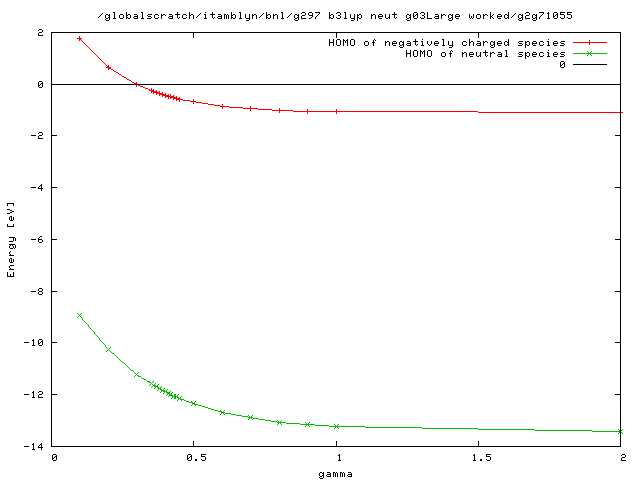 /globalscratch/itamblyn/bnl/g297 b3lyp neut g03Large worked/g2g71055
HOMO of negatively charged species
HOMO of neutral species
0
2
0
-2
-4
-6
-8
-10
-12
-14
Energy [eV]
0 0.5 1 1.5 2
gamma